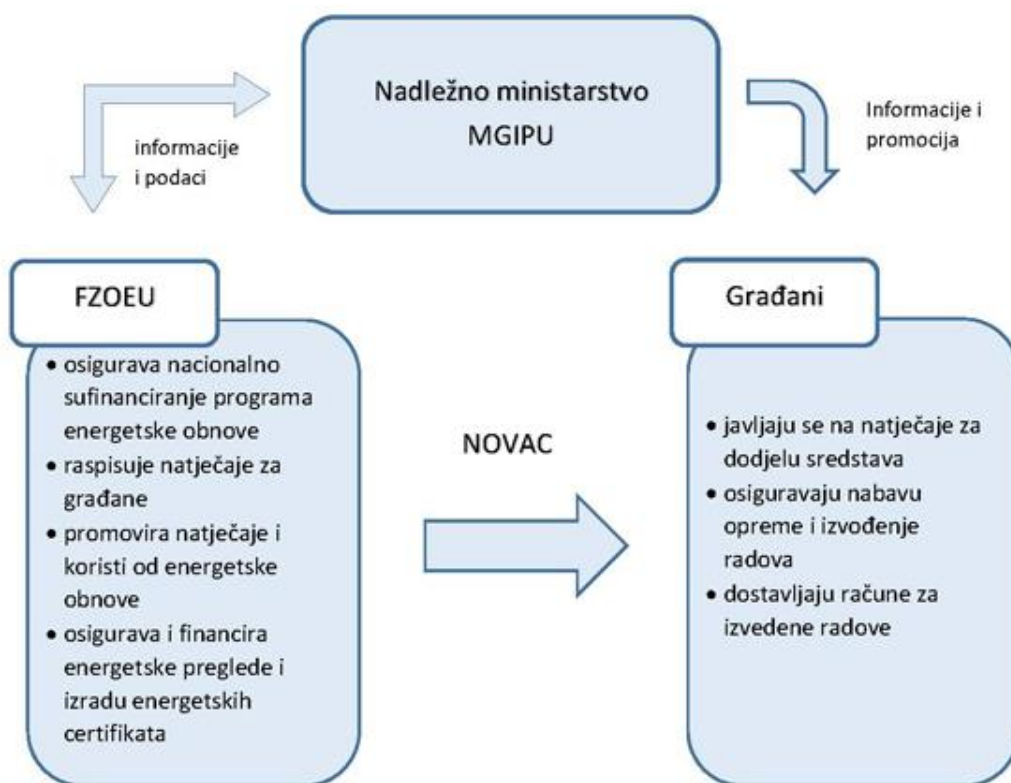 Nadležno ministarstvo
MGIPU
informacije
i podaci
Informacije i
promocija
FZOEU
• osigurava nacionalno
sufinanciranje programa
energetske obnove
• raspisuje natječaje za
građane
• promovira natječaje i
koristi od energetske
obnove
• osigurava i financira
energetske preglede i
izradu energetskih
certifikata
NOVAC
Građani
• javljaju se na natječaje za
dodjelu sredstava
• osiguravaju nabavu
opreme i izvođenje
radova
• dostavljaju račune za
izvedene radove